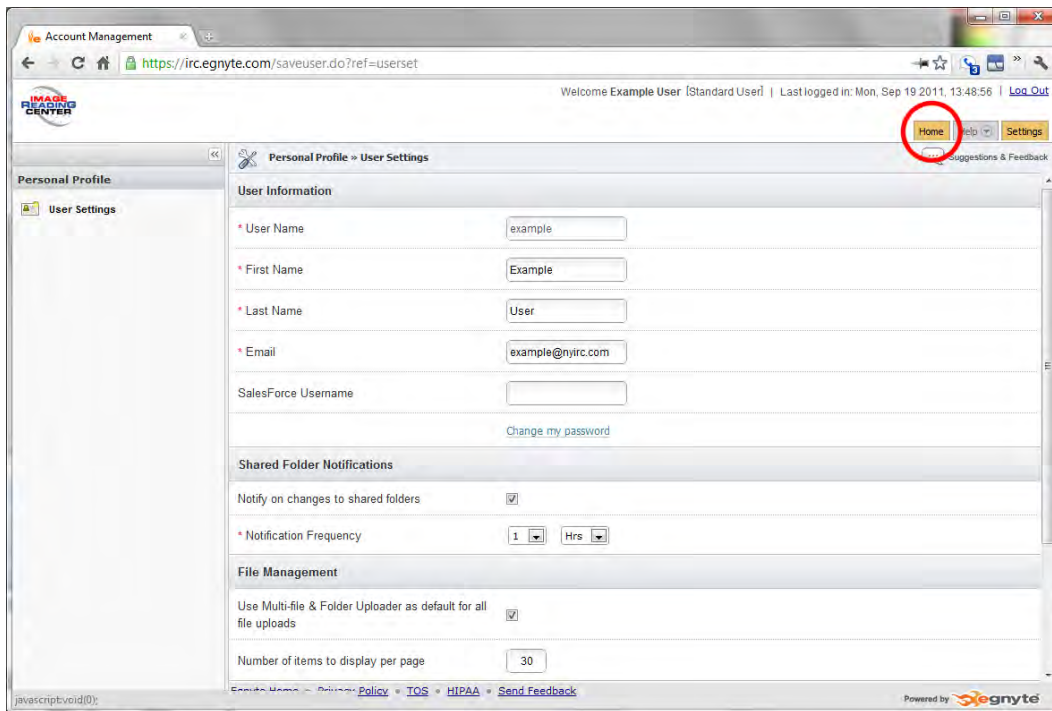 Account Management
https://irc.egnyte.com/saveuser.do?ref=userset
IMAGE
READING
CENTER
Welcome Example User [Standard User] | Last logged in: Mon, Sep 19 2011, 13:48:56 | Log Out
Home Help Settings
Personal Profile » User Settings
Suggestions & Feedback
Personal Profile
User Settings
User Information
* User Name example
* First Name Example
* Last Name User
* Email example@nyirc.com
SalesForce Username
Change my password
Shared Folder Notifications
Notify on changes to shared folders
* Notification Frequency 1 Hrs
File Management
Use Multi-file & Folder Uploader as default for all
file uploads
Number of items to display per page 30
Egnyte Home Privacy Policy TOS HIPAA Send Feedback
javascript:void(0);
Powered by egnyte